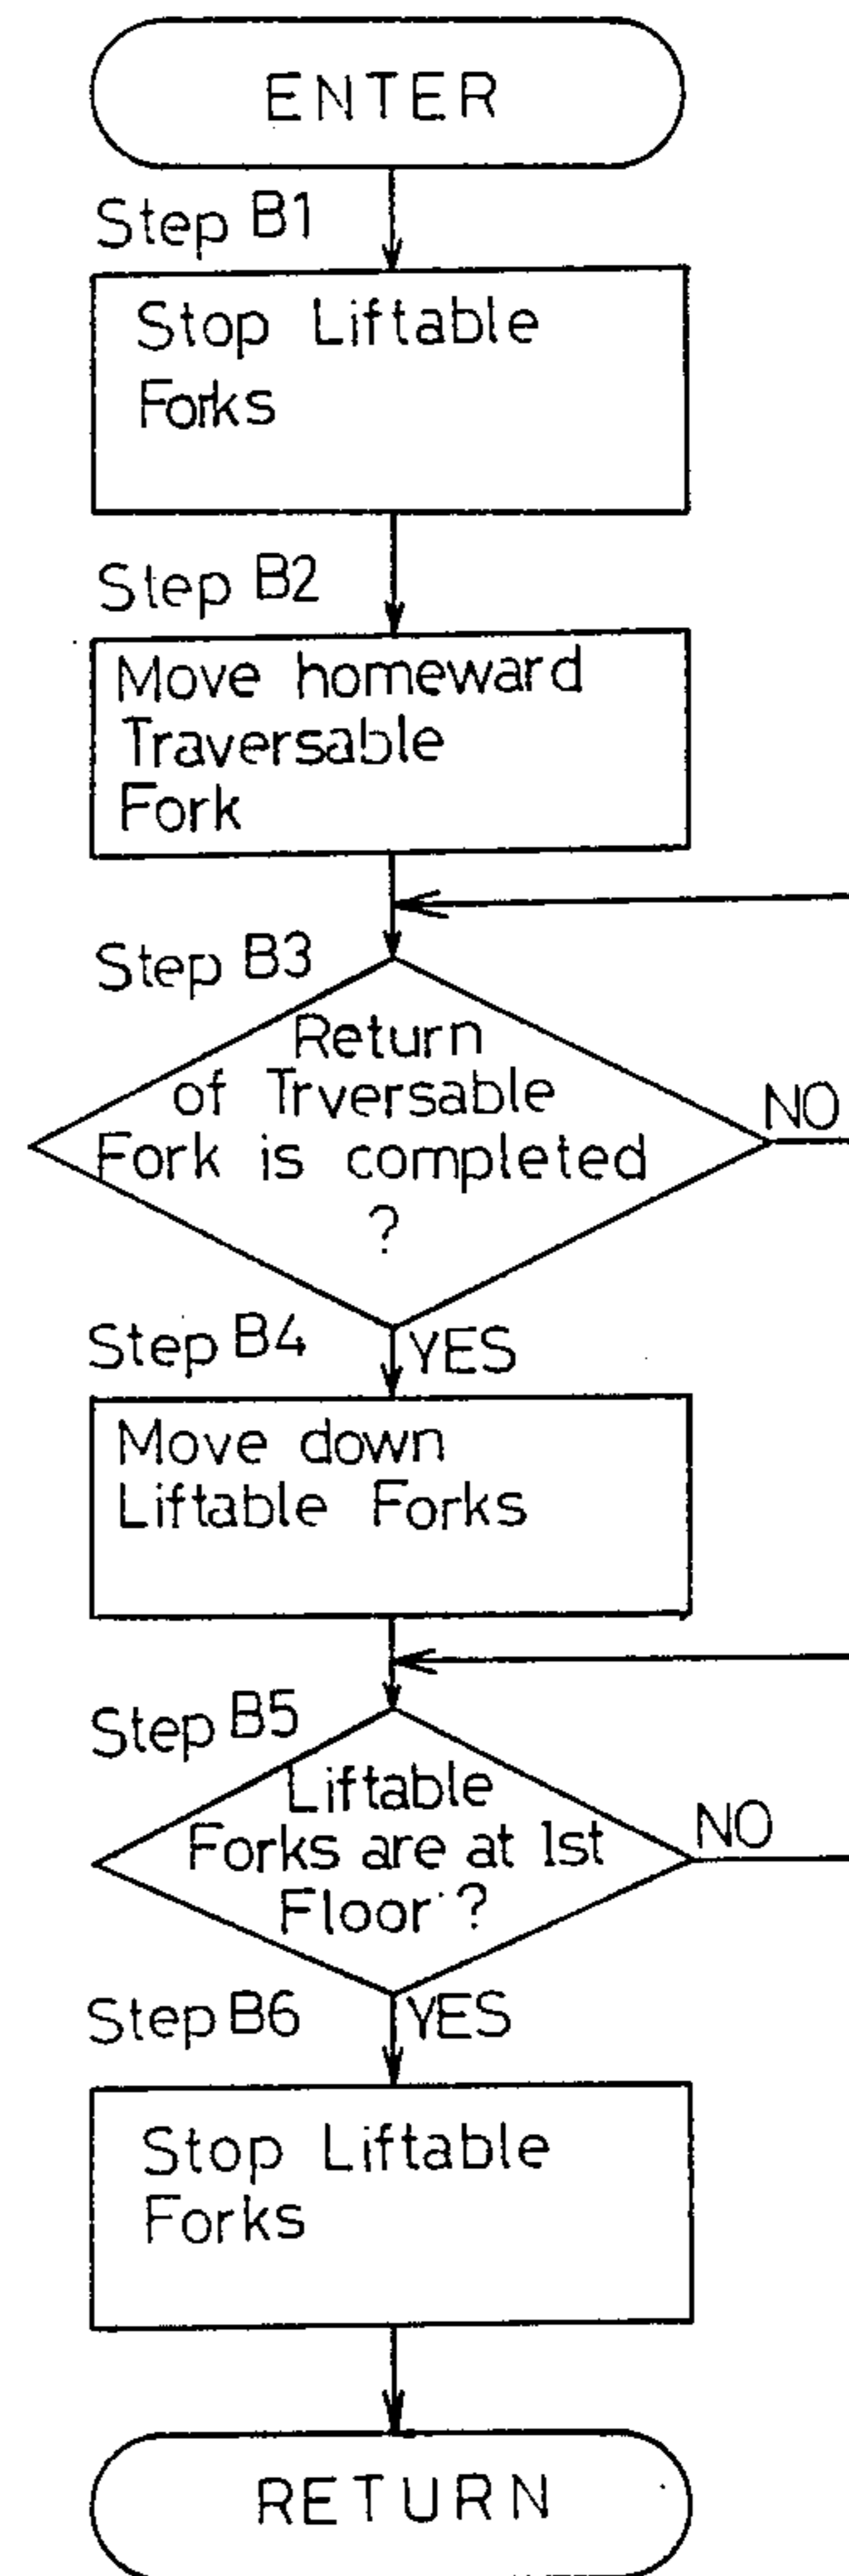 ENTER
Step B1
Stop Liftable
Forks
Step B2
Move homeward
Traversable
Fork
Step B3
Return
of Trversable
Fork is completed
?
NO
Step B4
YES
Move down
Liftable Forks
Step B5
Liftable
Forks are at 1st
Floor ?
NO
Step B6
YES
Stop Liftable
Forks
RETURN